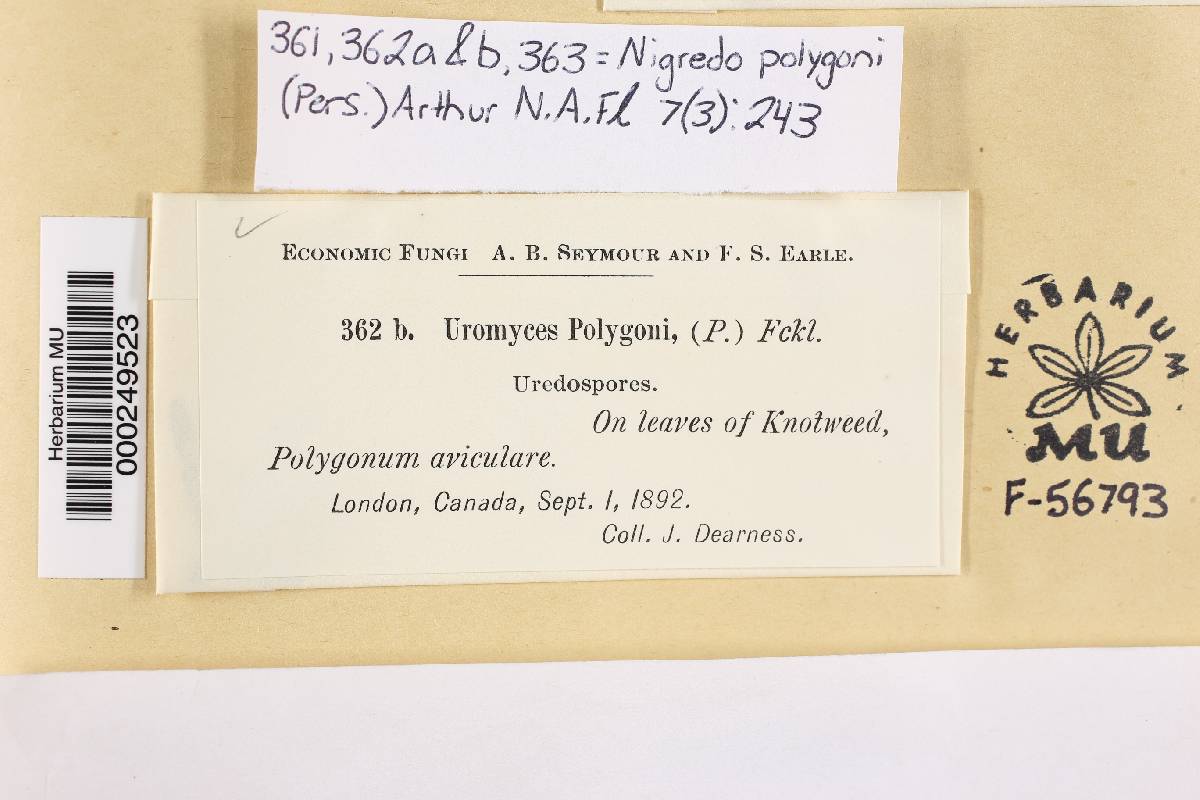 361, 362a & b, 363 = Nigredo polygoni
(Pers.) Arthur N.A.Fl 7(3): 243
Economic Fungi A. B. Seymour and F. S. Earle.
362 b. Uromyces Polygoni, (P.) Fckl.
Uredospores.
On leaves of Knotweed,
Polygonum aviculare.
London, Canada, Sept. 1, 1892.
Coll. J. Dearness.
Herbarium MU
000249523
HERBARIUM
MU
F-56793